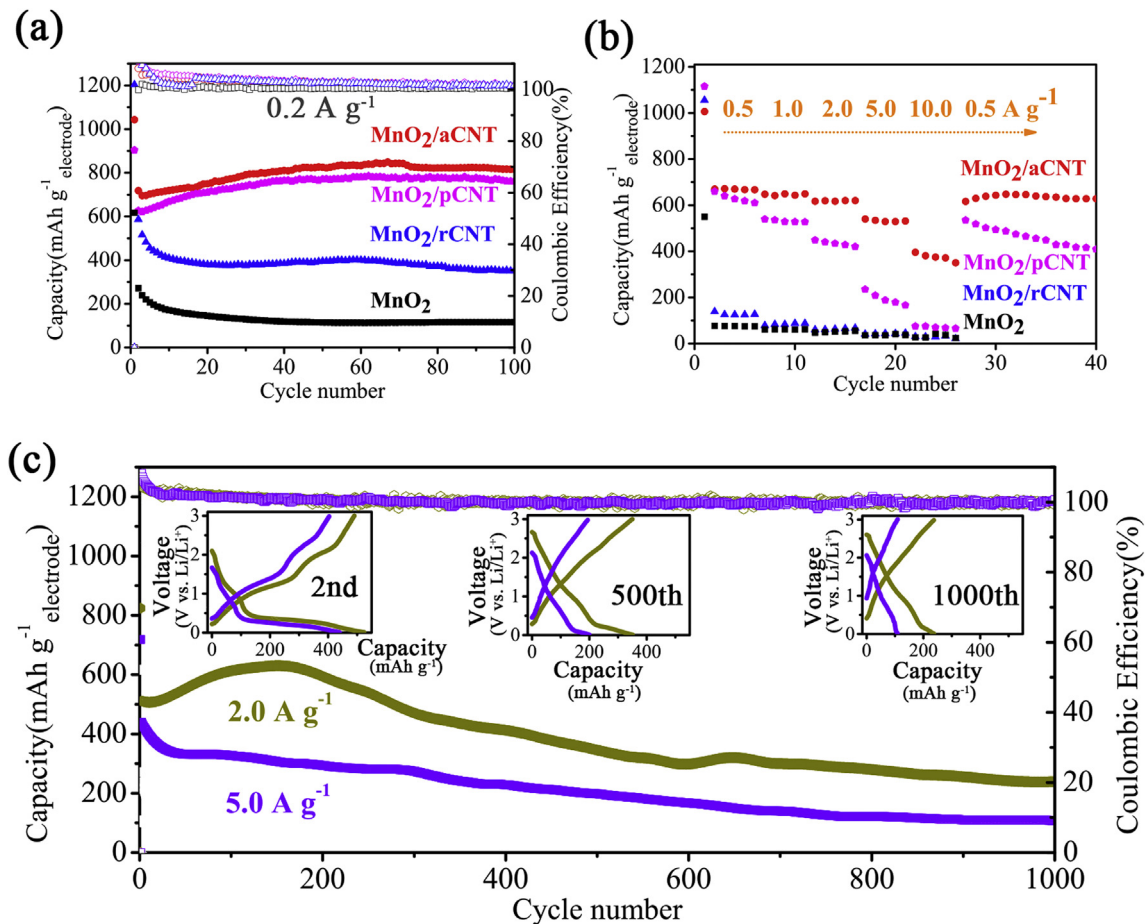 (a)
1200
1000
800
600
400
200
0
Capacity(mAh g⁻¹ electrode)
0.2 A g⁻¹
MnO₂/aCNT
MnO₂/pCNT
MnO₂/rCNT
MnO₂
100
80
60
40
20
0
Coulombic Efficiency(%)
0 20 40 60 80 100
Cycle number
(b)
1200
1000
800
600
400
200
0
Capacity(mAh g⁻¹ electrode)
0.5 1.0 2.0 5.0 10.0 0.5 A g⁻¹
MnO₂/aCNT
MnO₂/pCNT
MnO₂/rCNT
MnO₂
0 10 20 30 40
Cycle number
(c)
1200
1000
800
600
400
200
0
Capacity(mAh g⁻¹ electrode)
3
2
1
0
Voltage
(V vs. Li/Li⁺)
2nd
0 200 400
Capacity
(mAh g⁻¹)
3
2
1
0
Voltage
(V vs. Li/Li⁺)
500th
0 200 400
Capacity
(mAh g⁻¹)
3
2
1
0
Voltage
(V vs. Li/Li⁺)
1000th
0 200 400
Capacity
(mAh g⁻¹)
2.0 A g⁻¹
5.0 A g⁻¹
100
80
60
40
20
0
Coulombic Efficiency(%)
0 200 400 600 800 1000
Cycle number